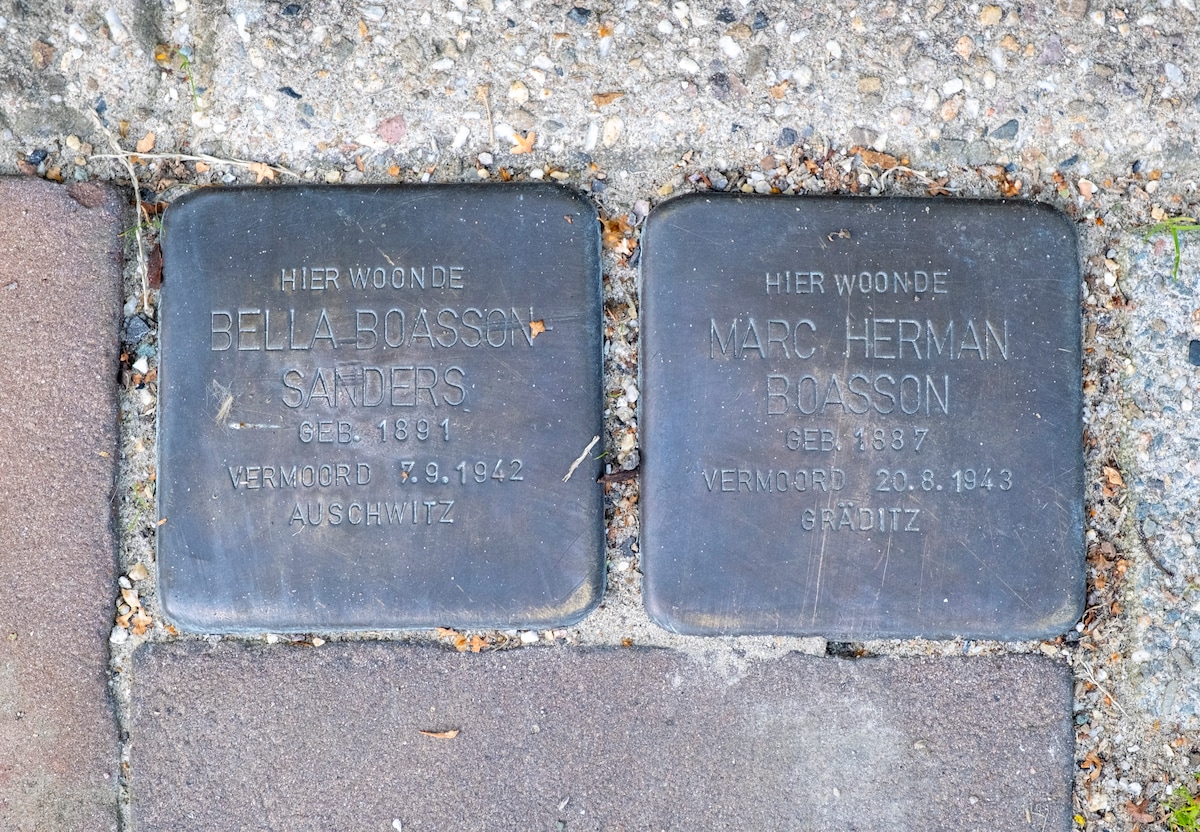 HIER WOONDE
BELLA BOASSON
SANDERS
GEB. 1891
VERMOORD 7.9.1942
AUSCHWITZ
HIER WOONDE
MARC HERMAN
BOASSON
GEB. 1887
VERMOORD 20.8.1943
GRÄDITZ